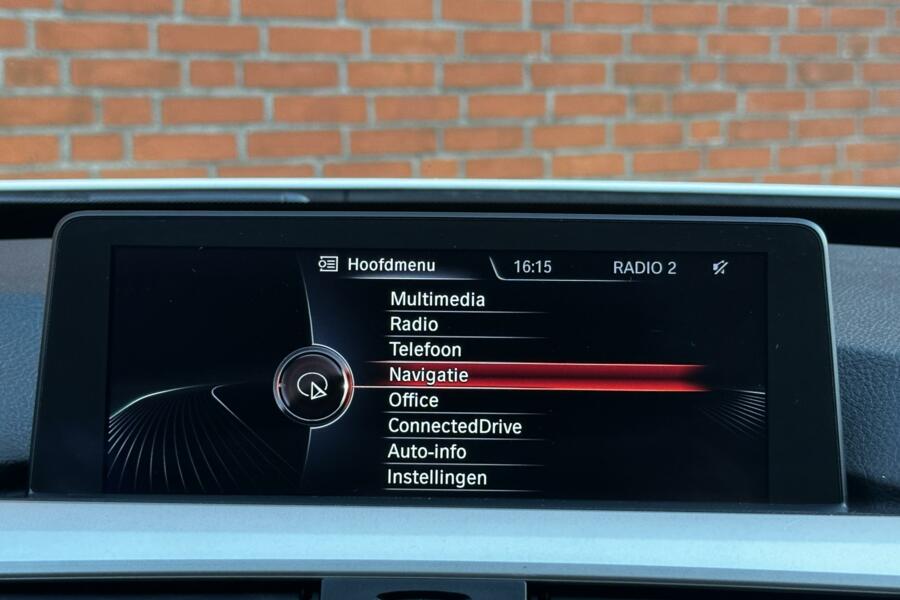 Hoofdmenu 16:15 RADIO 2
Multimedia
Radio
Telefoon
Navigatie
Office
ConnectedDrive
Auto-info
Instellingen